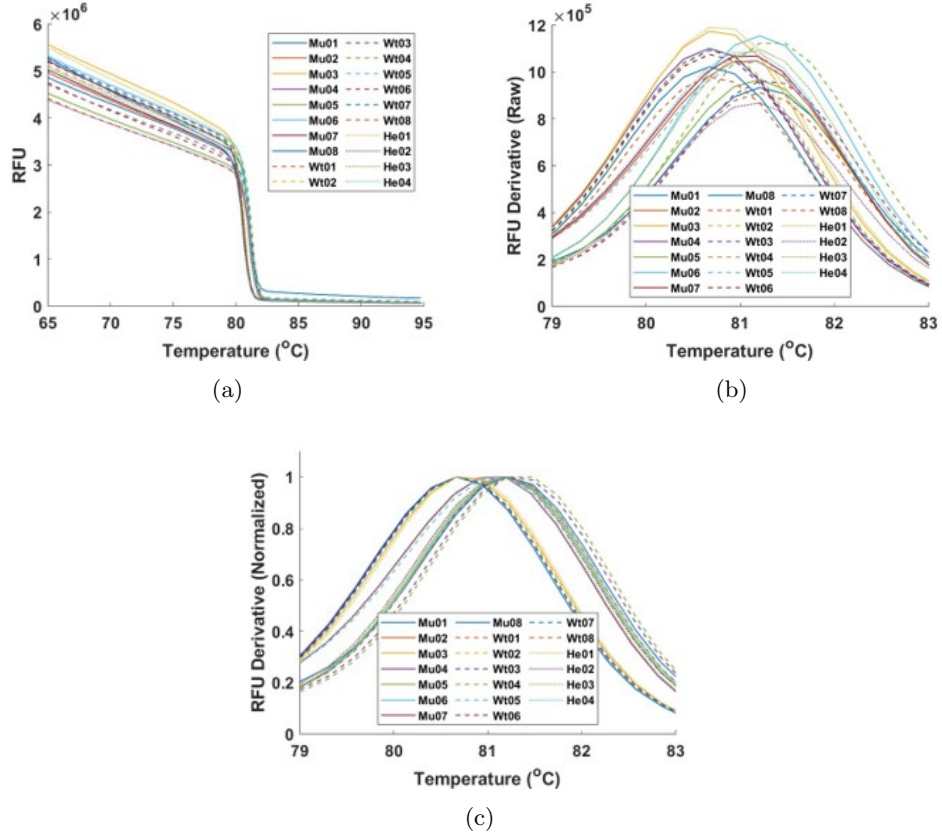 ×10⁶
6
5
4
3
2
1
0
RFU
65 70 75 80 85 90 95
Temperature (°C)
Mu01 Wt03
Mu02 Wt04
Mu03 Wt05
Mu04 Wt06
Mu05 Wt07
Mu06 Wt08
Mu07 He01
Mu08 He02
Wt01 He03
Wt02 He04
(a)
×10⁵
12
10
8
6
4
2
0
RFU Derivative (Raw)
79 80 81 82 83
Temperature (°C)
Mu01 Mu08 Wt07
Mu02 Wt01 Wt08
Mu03 Wt02 He01
Mu04 Wt03 He02
Mu05 Wt04 He03
Mu06 Wt05 He04
Mu07 Wt06
(b)
1
0.8
0.6
0.4
0.2
0
RFU Derivative (Normalized)
79 80 81 82 83
Temperature (°C)
Mu01 Mu08 Wt07
Mu02 Wt01 Wt08
Mu03 Wt02 He01
Mu04 Wt03 He02
Mu05 Wt04 He03
Mu06 Wt05 He04
Mu07 Wt06
(c)